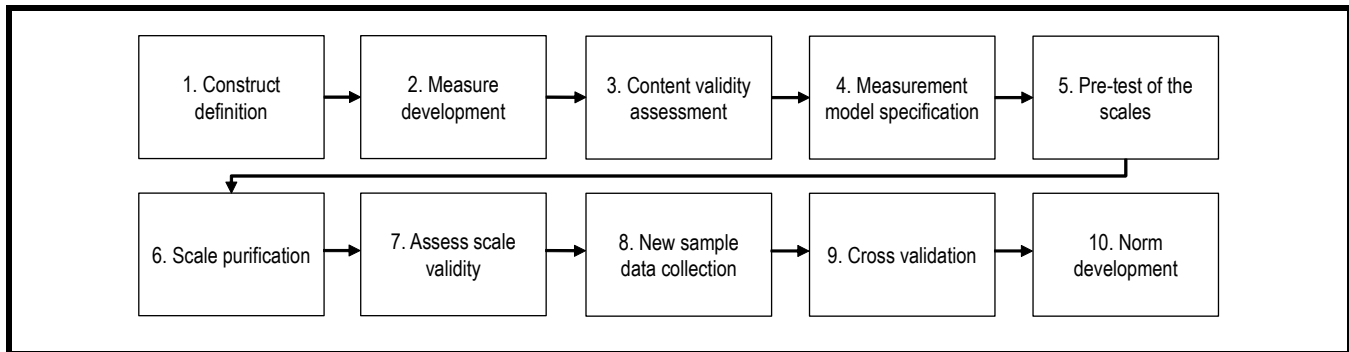 1. Construct
definition
2. Measure
development
3. Content validity
assessment
4. Measurement
model specification
5. Pre-test of the
scales
6. Scale purification
7. Assess scale
validity
8. New sample
data collection
9. Cross validation
10. Norm
development